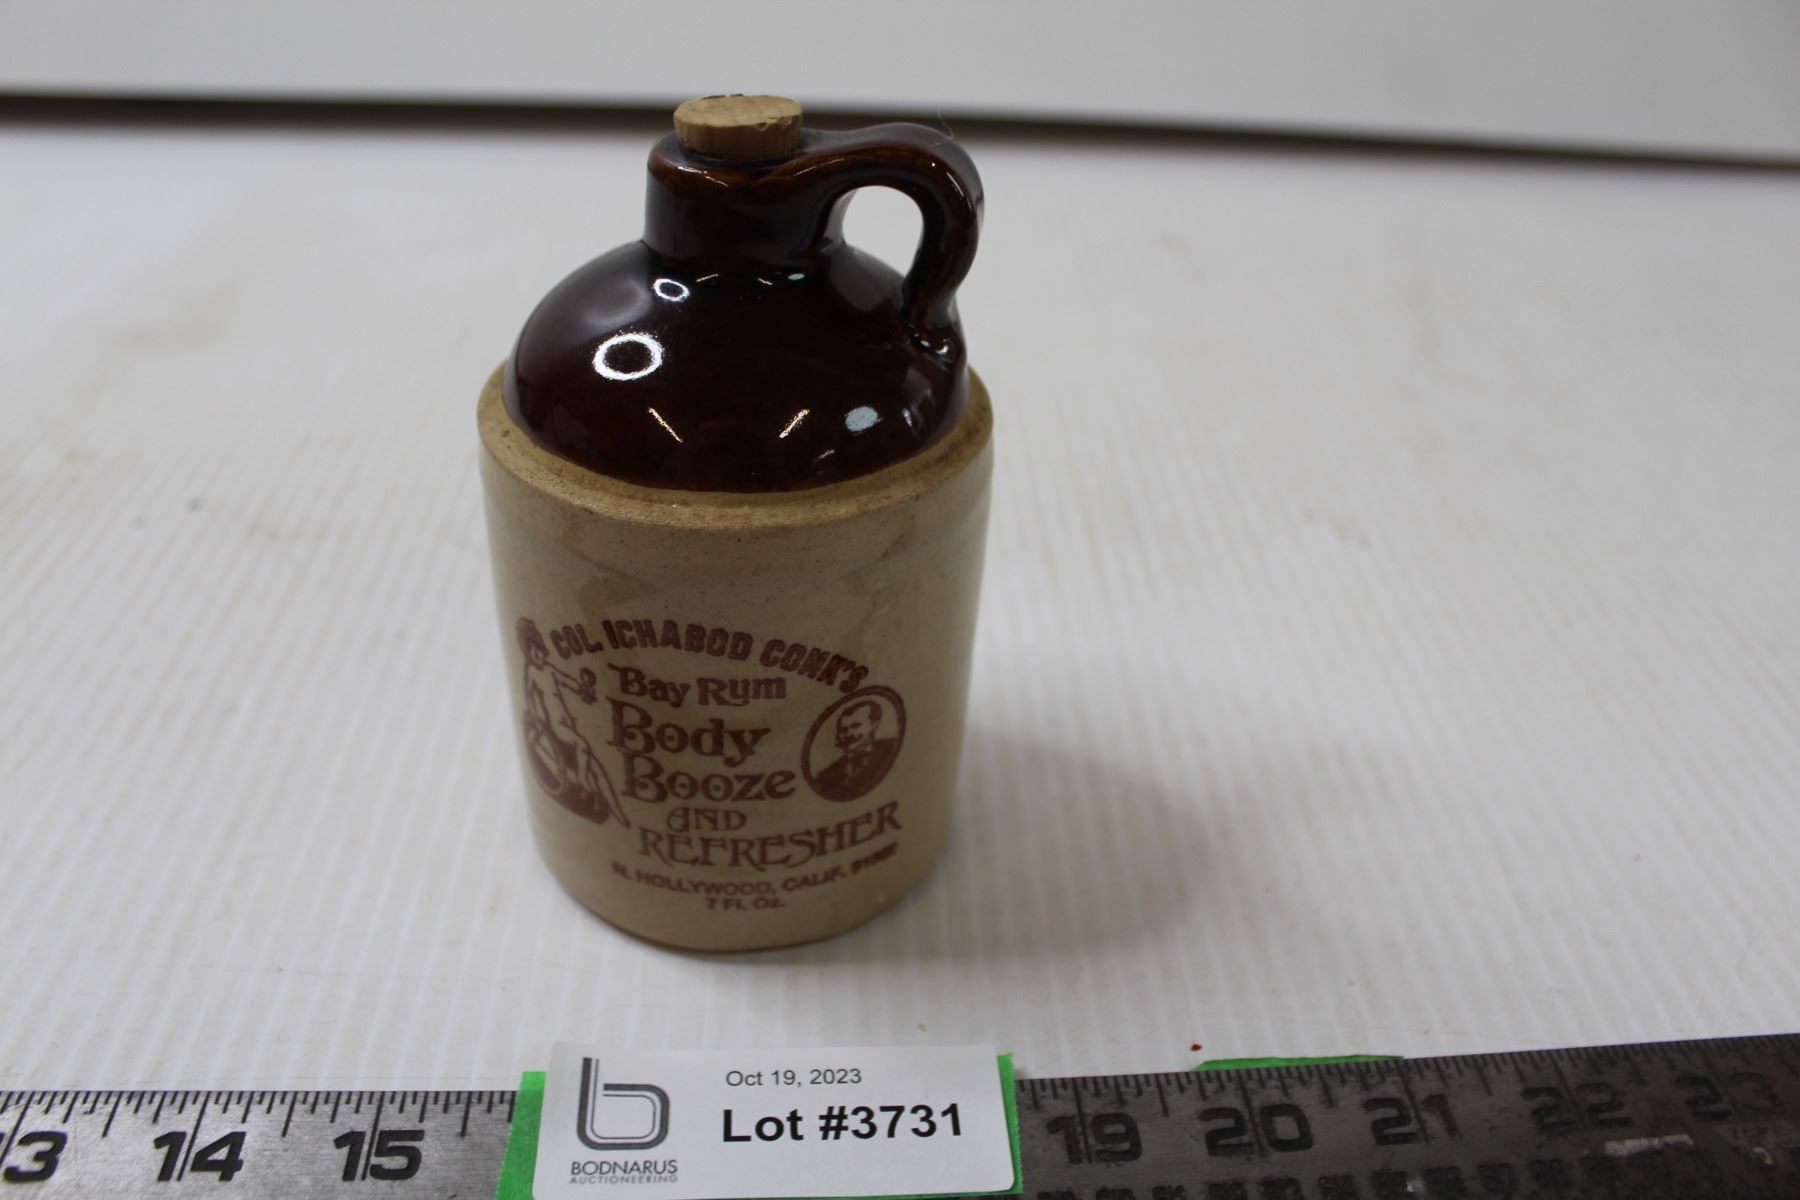 COL. ICHABOD CONK'S
Bay Rum
Body
Booze
AND
REFRESHER
N. HOLLYWOOD, CALIF.
7 Fl. Oz.
Oct 19, 2023
Lot #3731
BODNARUS
AUCTIONEERING
13 14 15 19 20 21 22 23